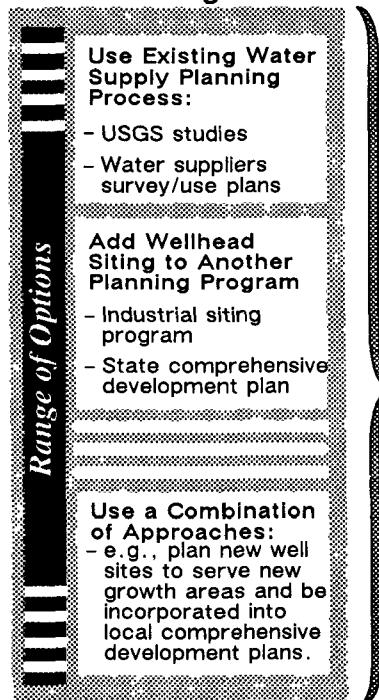 Use Existing Water
Supply Planning
Process:
– USGS studies
– Water suppliers
survey/use plans
Range of Options
Add Wellhead
Siting to Another
Planning Program
– Industrial siting
program
– State comprehensive
development plan
Use a Combination
of Approaches:
– e.g., plan new well
sites to serve new
growth areas and be
incorporated into
local comprehensive
development plans.